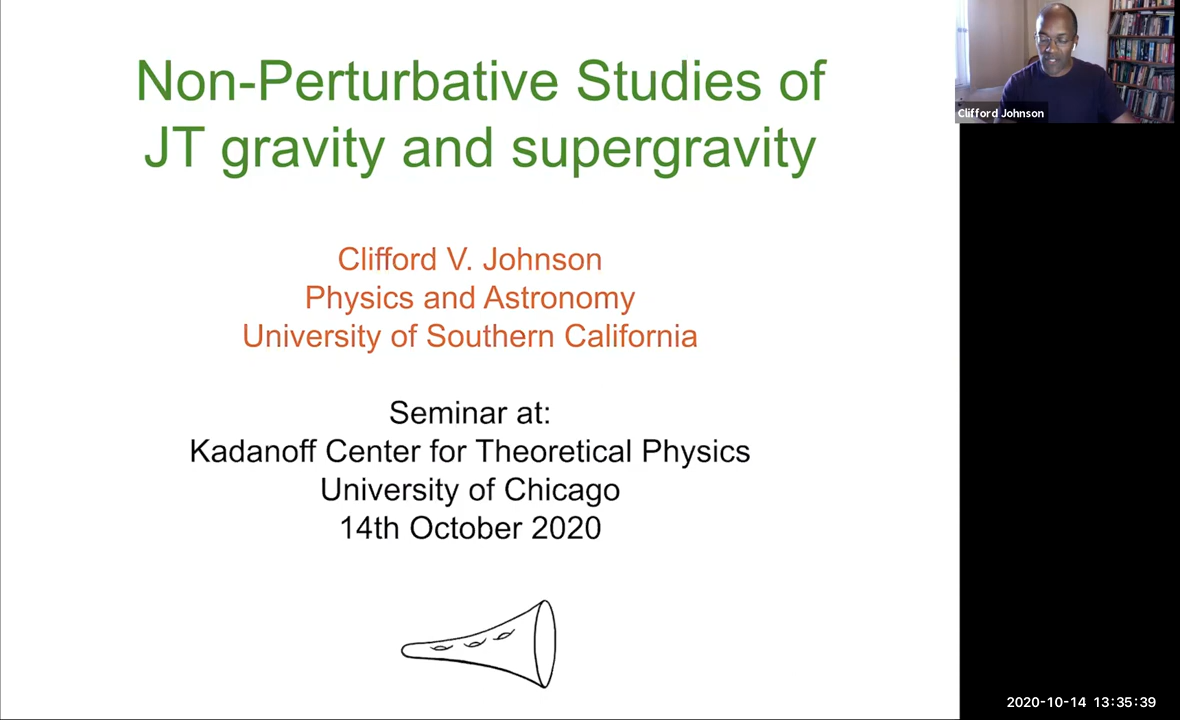 Non-Perturbative Studies of
JT gravity and supergravity
Clifford V. Johnson
Physics and Astronomy
University of Southern California
Seminar at:
Kadanoff Center for Theoretical Physics
University of Chicago
14th October 2020
Clifford Johnson
2020-10-14 13:35:39